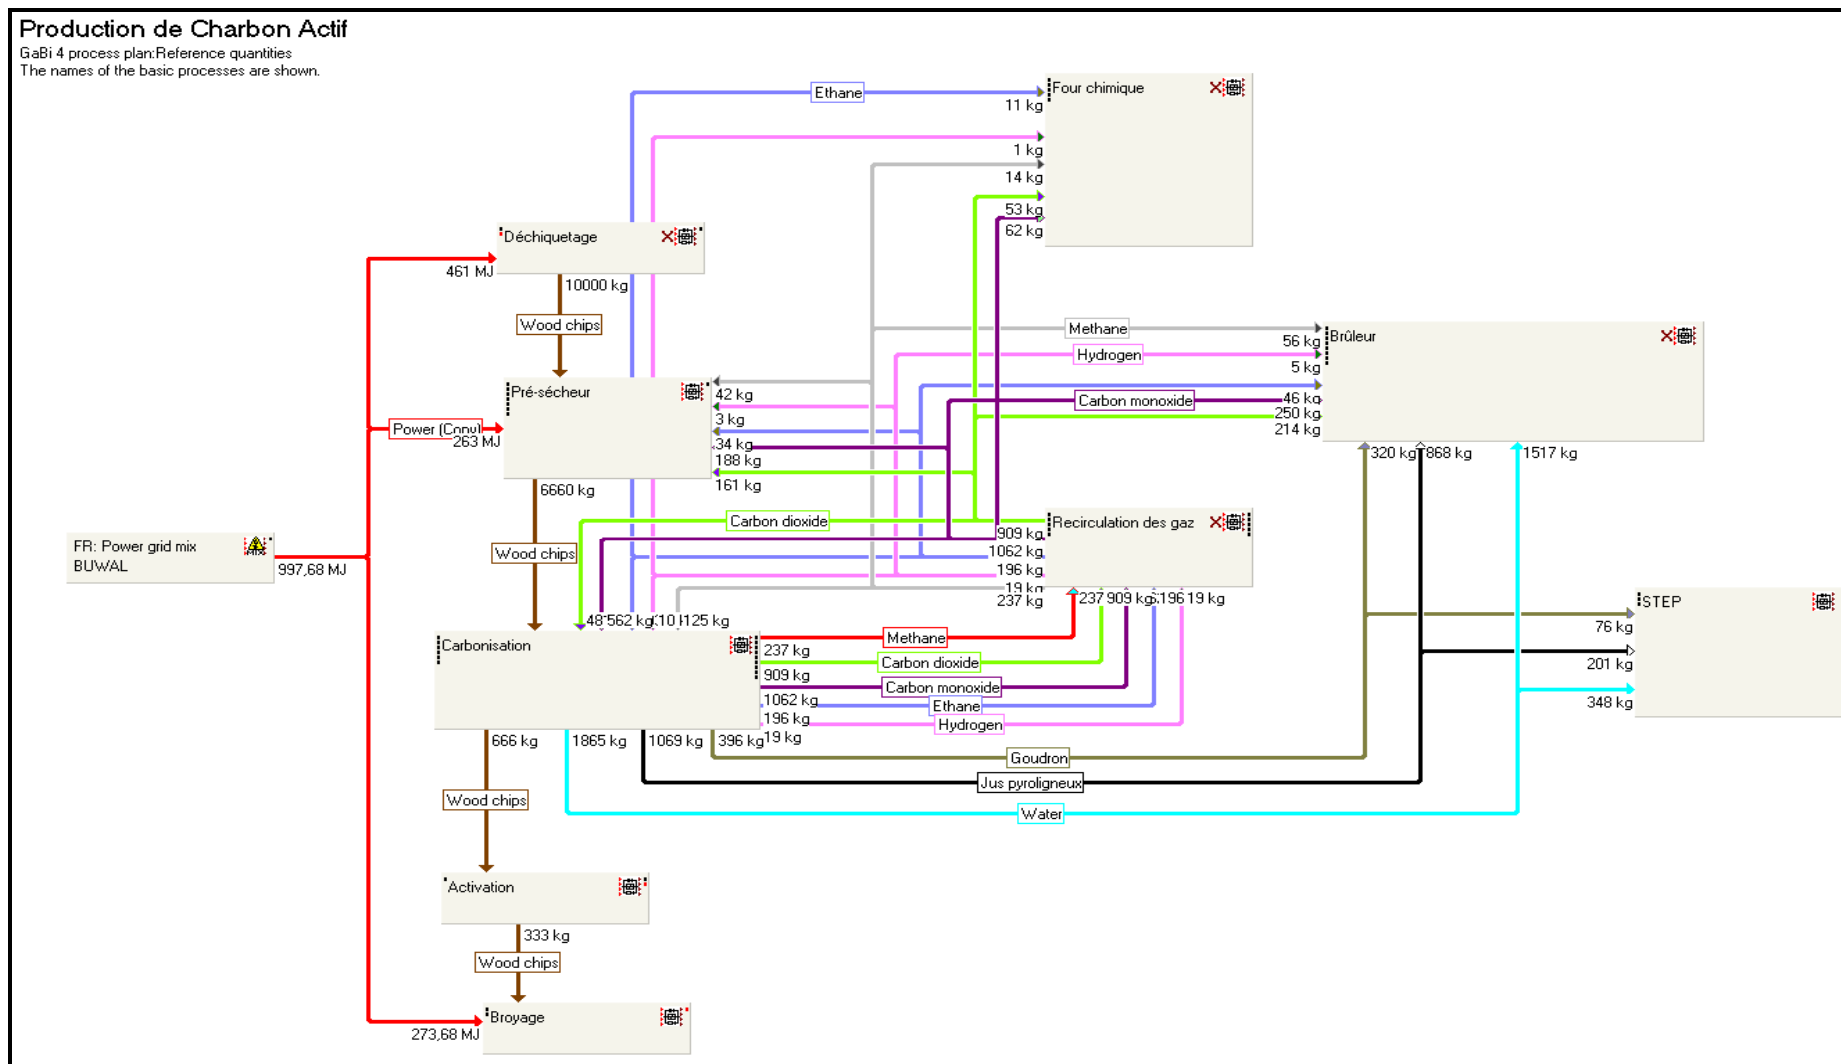 Production de Charbon Actif
GaBi 4 process plan:Reference quantities
The names of the basic processes are shown.
Ethane
11 kg
Four chimique
1 kg
14 kg
53 kg
62 kg
Déchiquetage
461 MJ
10000 kg
Wood chips
Methane
56 kg
Brûleur
Hydrogen
5 kg
Carbon monoxide
46 kg
250 kg
214 kg
Pré-sécheur
42 kg
3 kg
34 kg
188 kg
161 kg
Power (Copy)
263 MJ
320 kg
868 kg
1517 kg
6660 kg
Carbon dioxide
Wood chips
FR: Power grid mix
BUWAL
997,68 MJ
Recirculation des gaz
909 kg
1062 kg
196 kg
19 kg
237 kg
237
909 kg
196
19 kg
562 kg
125 kg
STEP
76 kg
201 kg
348 kg
Carbonisation
Methane
237 kg
Carbon dioxide
909 kg
Carbon monoxide
1062 kg
Ethane
196 kg
Hydrogen
19 kg
666 kg
1865 kg
1069 kg
396 kg
Goudron
Jus pyroligneux
Water
Wood chips
Activation
333 kg
Wood chips
Broyage
273,68 MJ